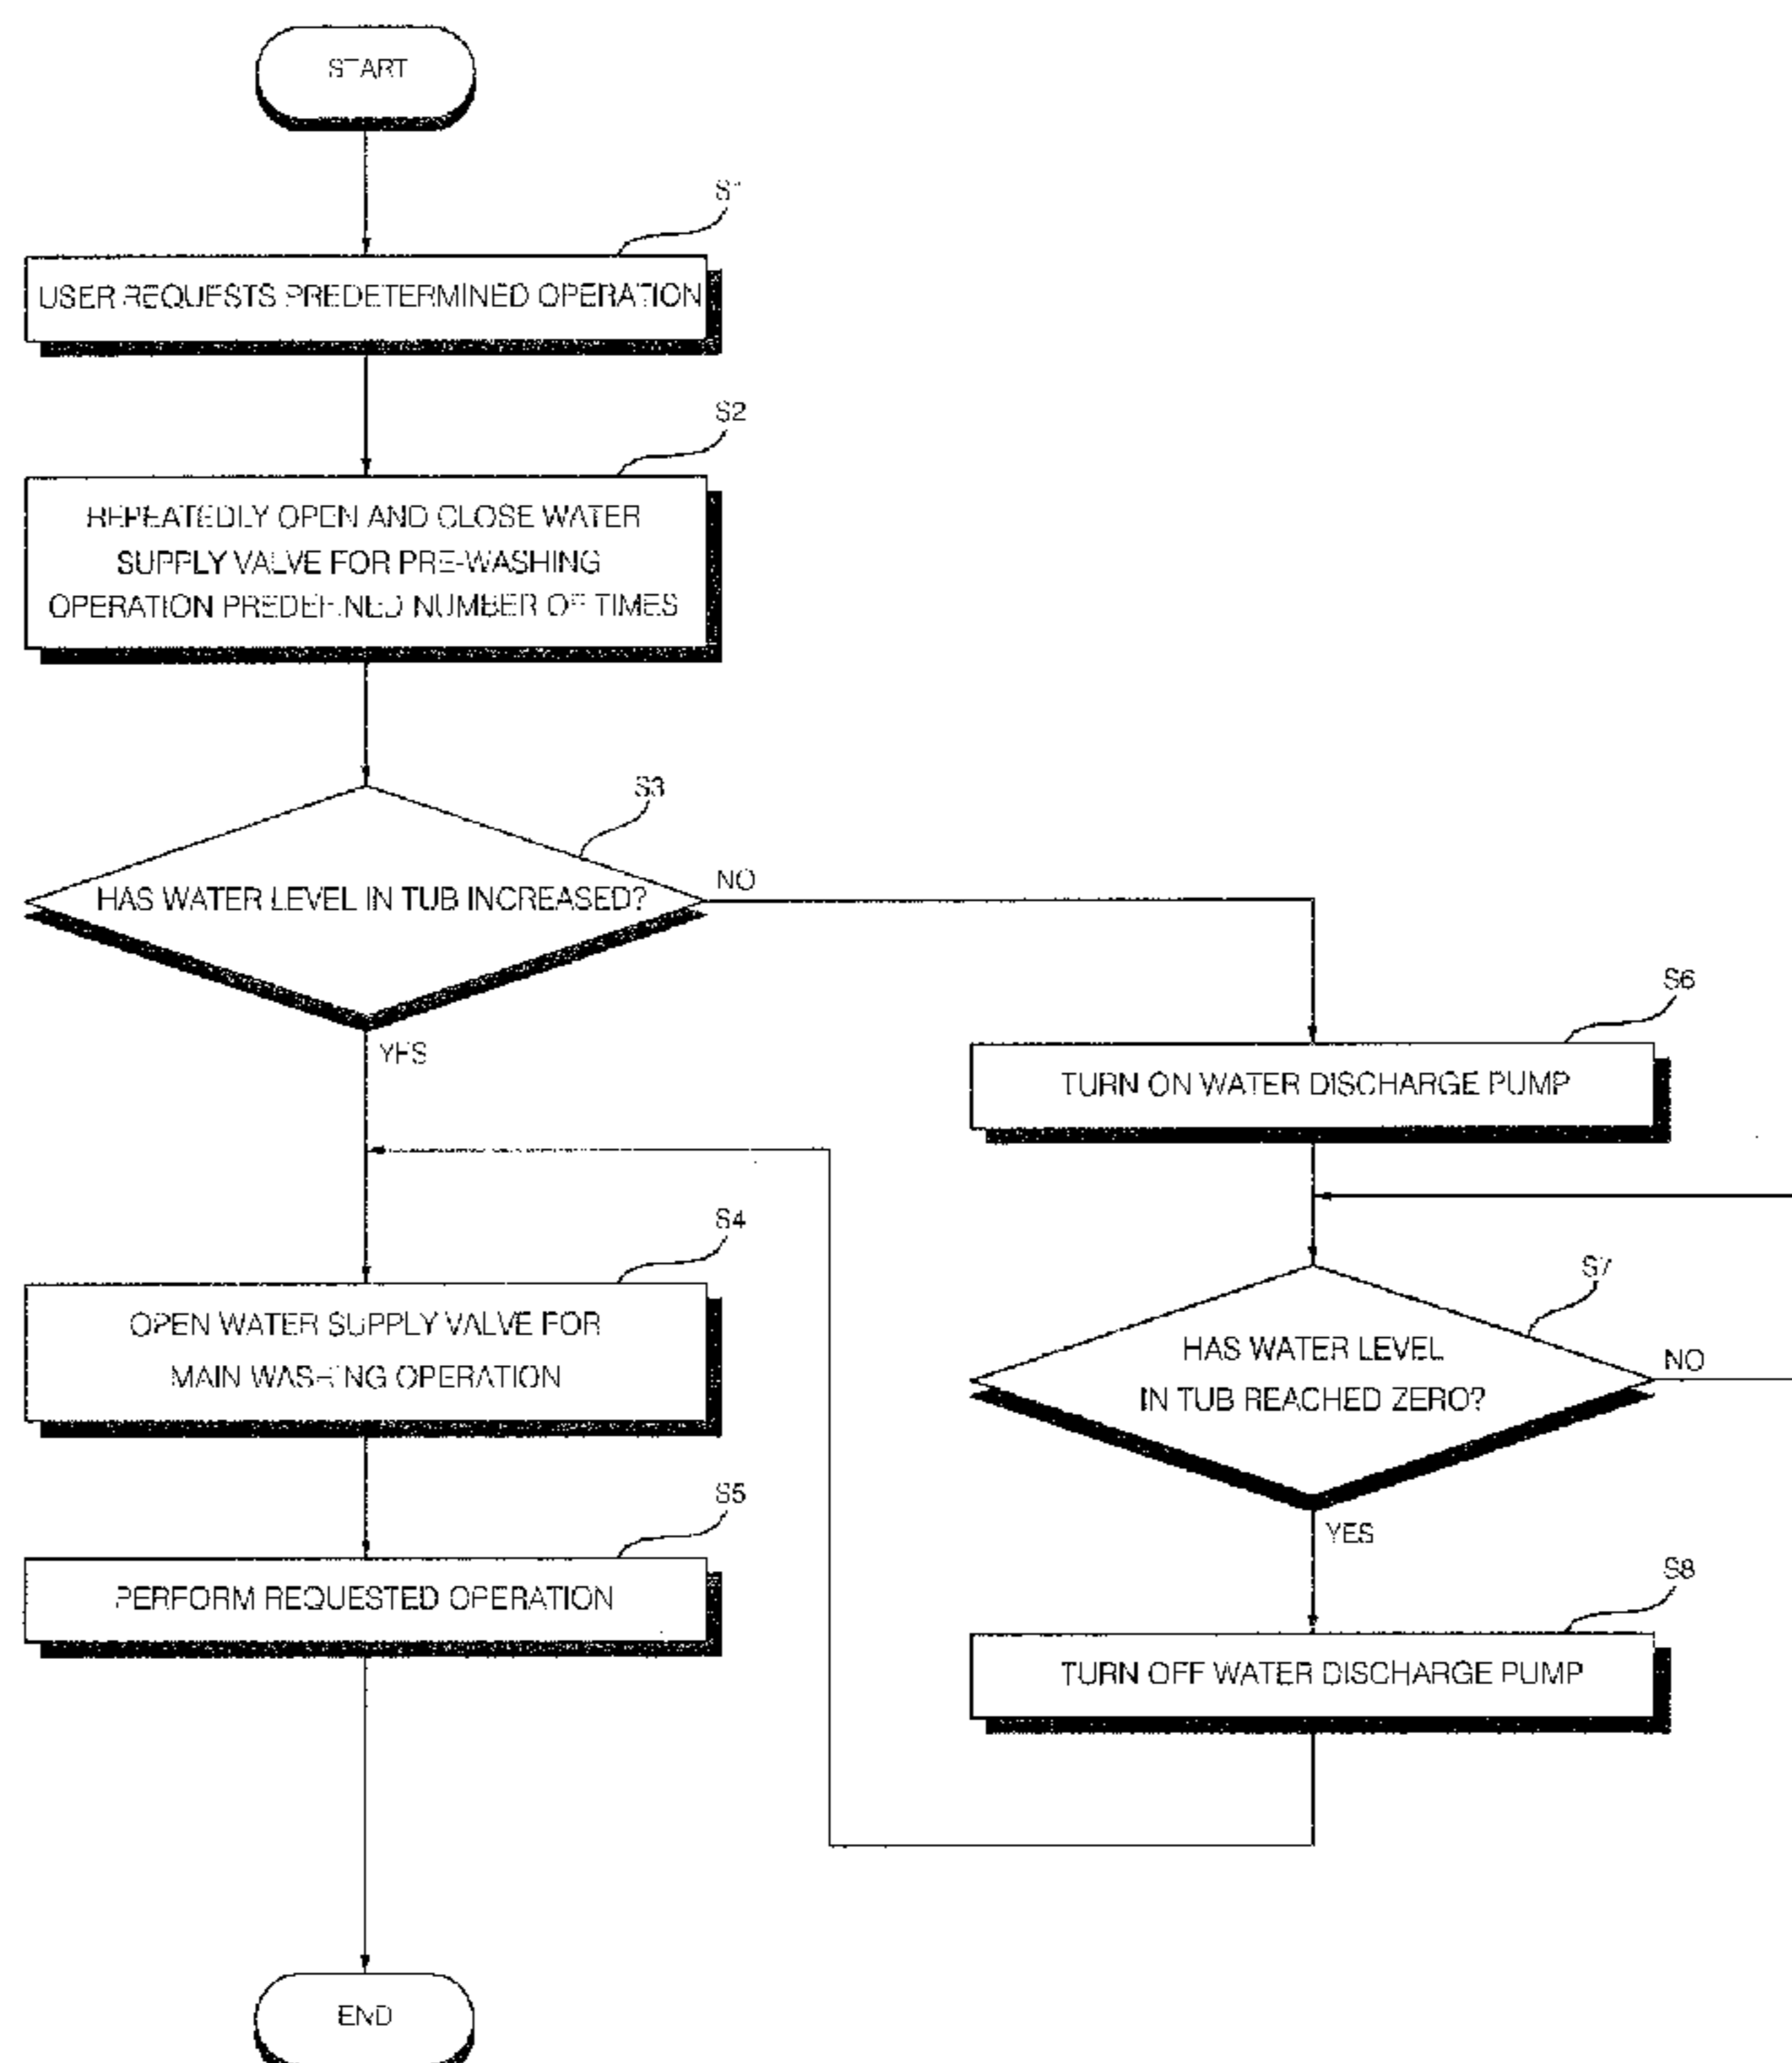 START
S1
USER REQUESTS PREDETERMINED OPERATION
S2
REPEATEDLY OPEN AND CLOSE WATER
SUPPLY VALVE FOR PRE-WASHING
OPERATION PREDEFINED NUMBER OF TIMES
S3
HAS WATER LEVEL IN TUB INCREASED?
NO
YES
S6
TURN ON WATER DISCHARGE PUMP
S4
OPEN WATER SUPPLY VALVE FOR
MAIN WASHING OPERATION
S7
HAS WATER LEVEL
IN TUB REACHED ZERO?
NO
YES
S5
PERFORM REQUESTED OPERATION
S8
TURN OFF WATER DISCHARGE PUMP
END